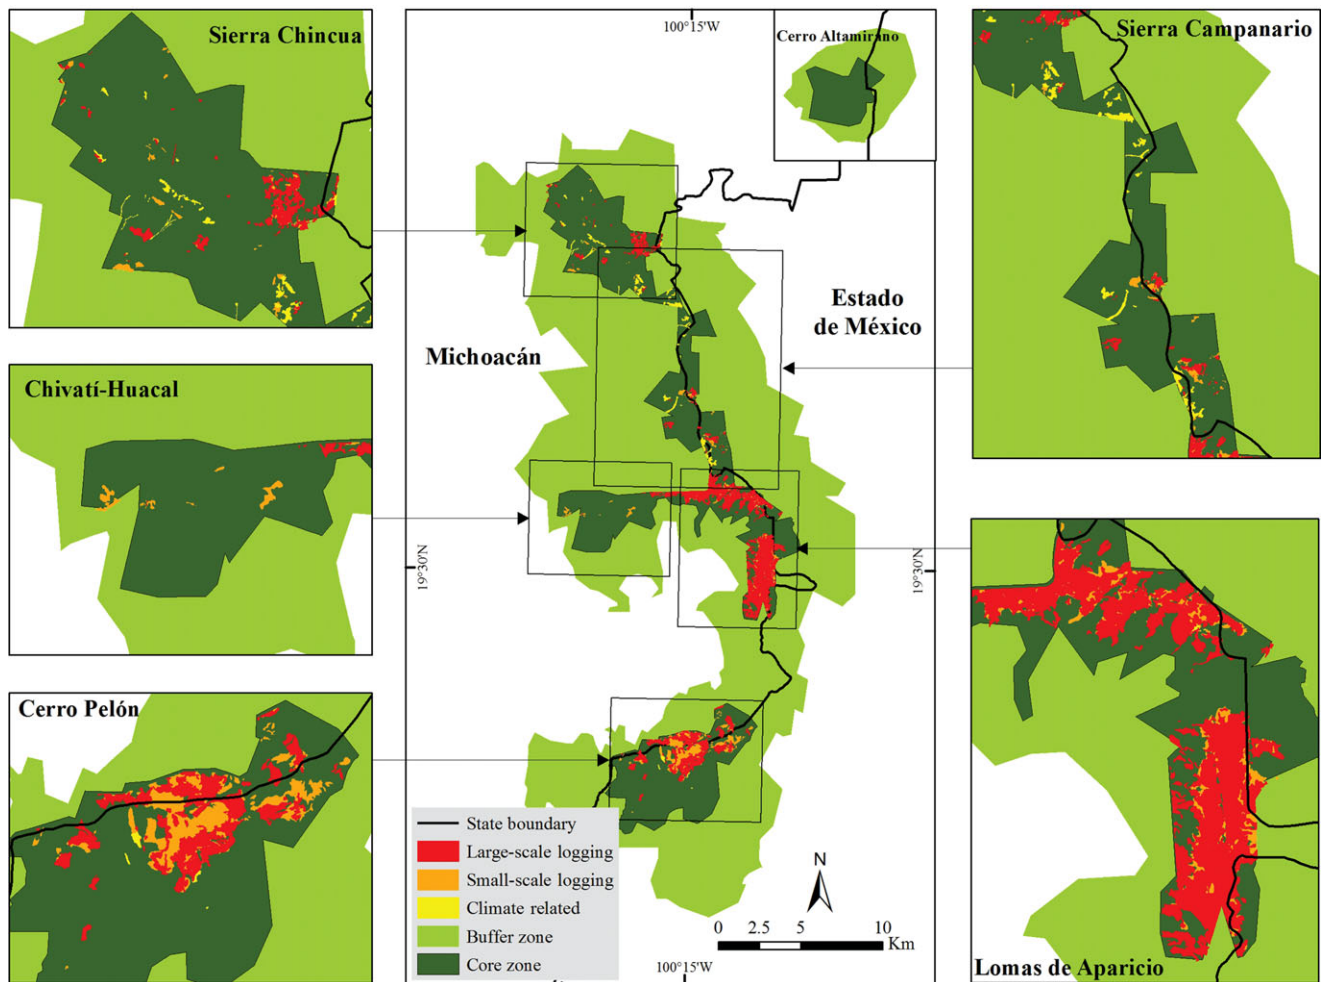 Sierra Chincua
100°15'W
Cerro Altamirano
Sierra Campanario
Estado
de México
Michoacán
Chivatí-Huacal
19°30'N
19°30'N
Cerro Pelón
State boundary
Large-scale logging
Small-scale logging
Climate related
Buffer zone
Core zone
N
0 2.5 5 10
Km
100°15'W
Lomas de Aparicio